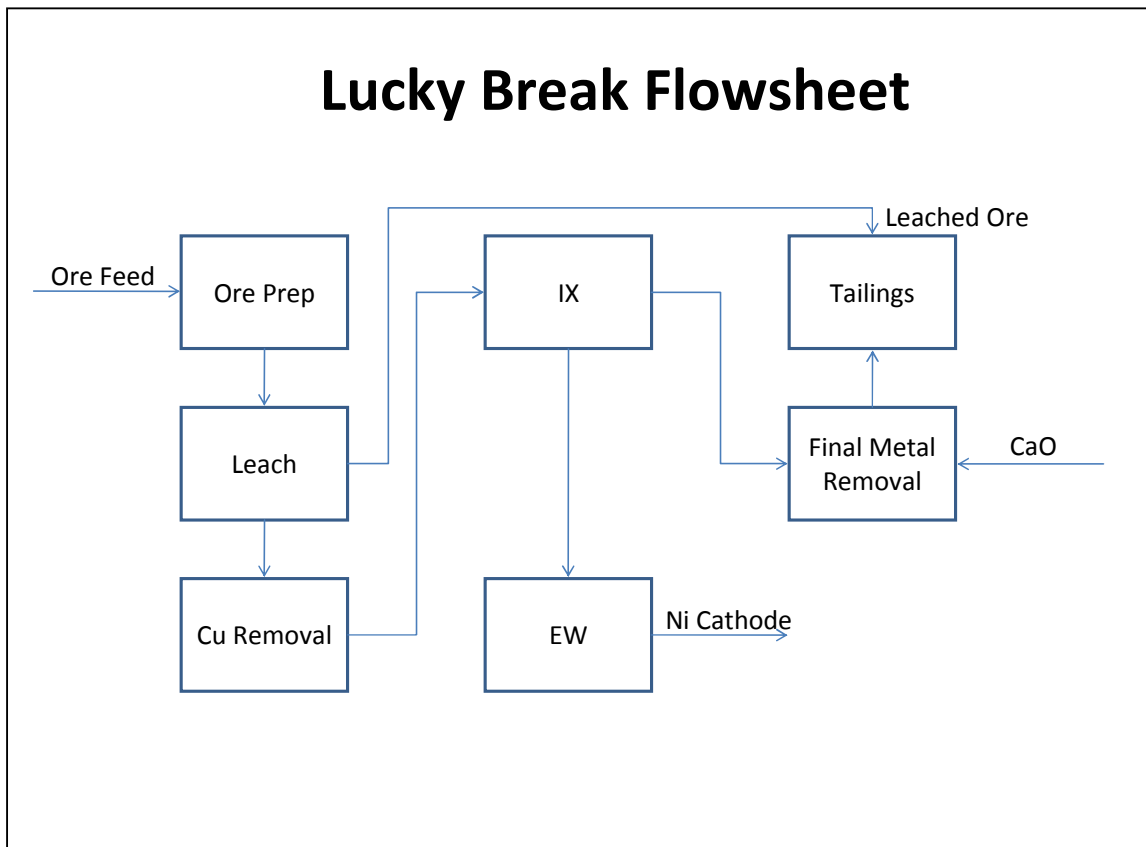 Lucky Break Flowsheet
Leached Ore
Ore Feed
Ore Prep
IX
Tailings
Leach
Final Metal
Removal
CaO
Cu Removal
EW
Ni Cathode